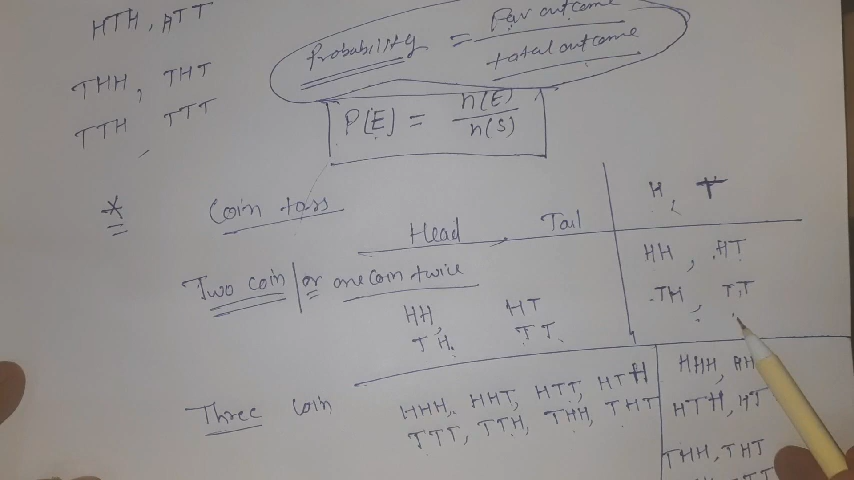 HTH, HTT
Probability = Fav outcome
total outcome
THH, THT
TTH, TTT
P[E] = n(E)
n(S)
* Coin toss
H, T
Head Tail
Two coin | or one coin twice
HH, HT
TH, TT
HH, HT
TH, TT
Three coin
HHH, HHT, HTT, HTH
TTT, TTH, THH, THT
HHH, HH
HTH, HT
THH, THT